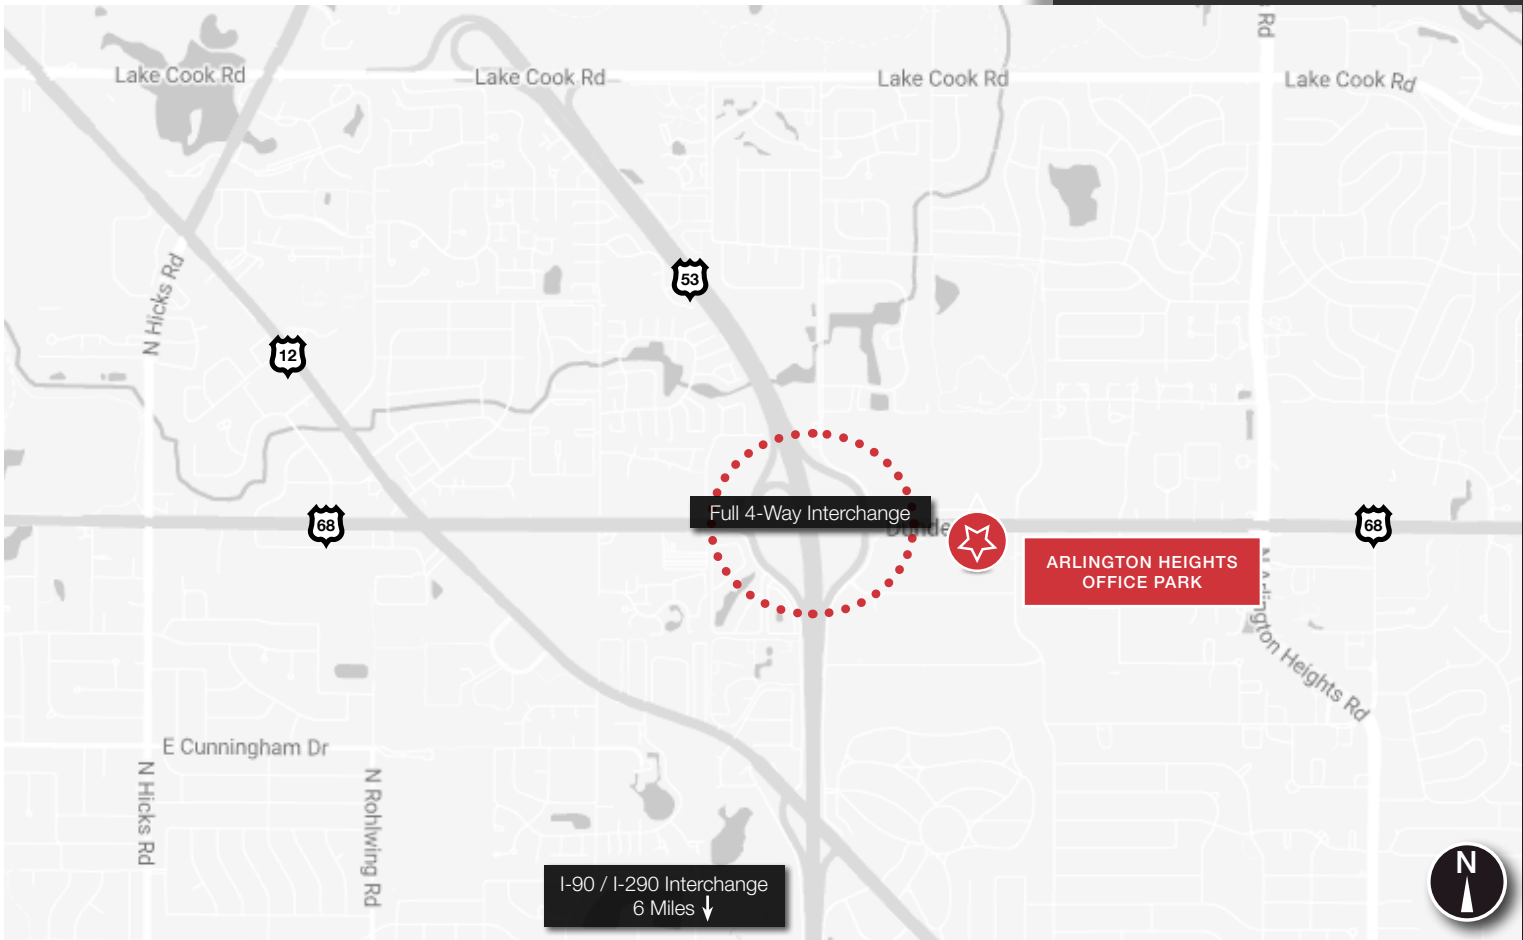 Rd
Lake Cook Rd
Lake Cook Rd
Lake Cook Rd
Lake Cook Rd
N Hicks Rd
53
12
68
Full 4-Way Interchange
68
ARLINGTON HEIGHTS
OFFICE PARK
N Arlington Heights Rd
E Cunningham Dr
N Hicks Rd
N Rohlwing Rd
I-90 / I-290 Interchange
6 Miles
N